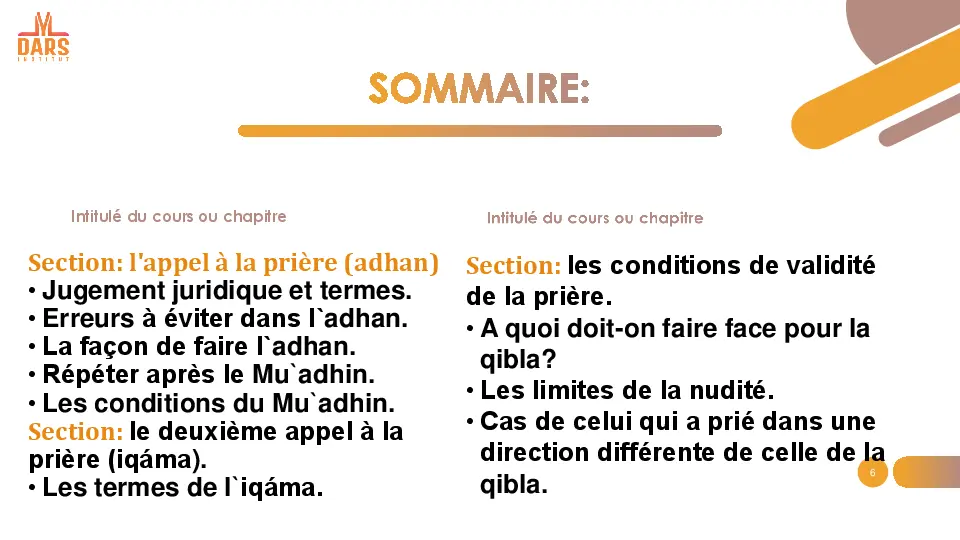 DARS
INSTITUT
SOMMAIRE:
Intitulé du cours ou chapitre
Section: l'appel à la prière (adhan)
• Jugement juridique et termes.
• Erreurs à éviter dans l`adhan.
• La façon de faire l`adhan.
• Répéter après le Mu`adhin.
• Les conditions du Mu`adhin.
Section: le deuxième appel à la
prière (iqáma).
• Les termes de l`iqáma.
Intitulé du cours ou chapitre
Section: les conditions de validité
de la prière.
• A quoi doit-on faire face pour la
qibla?
• Les limites de la nudité.
• Cas de celui qui a prié dans une
direction différente de celle de la
qibla.
6